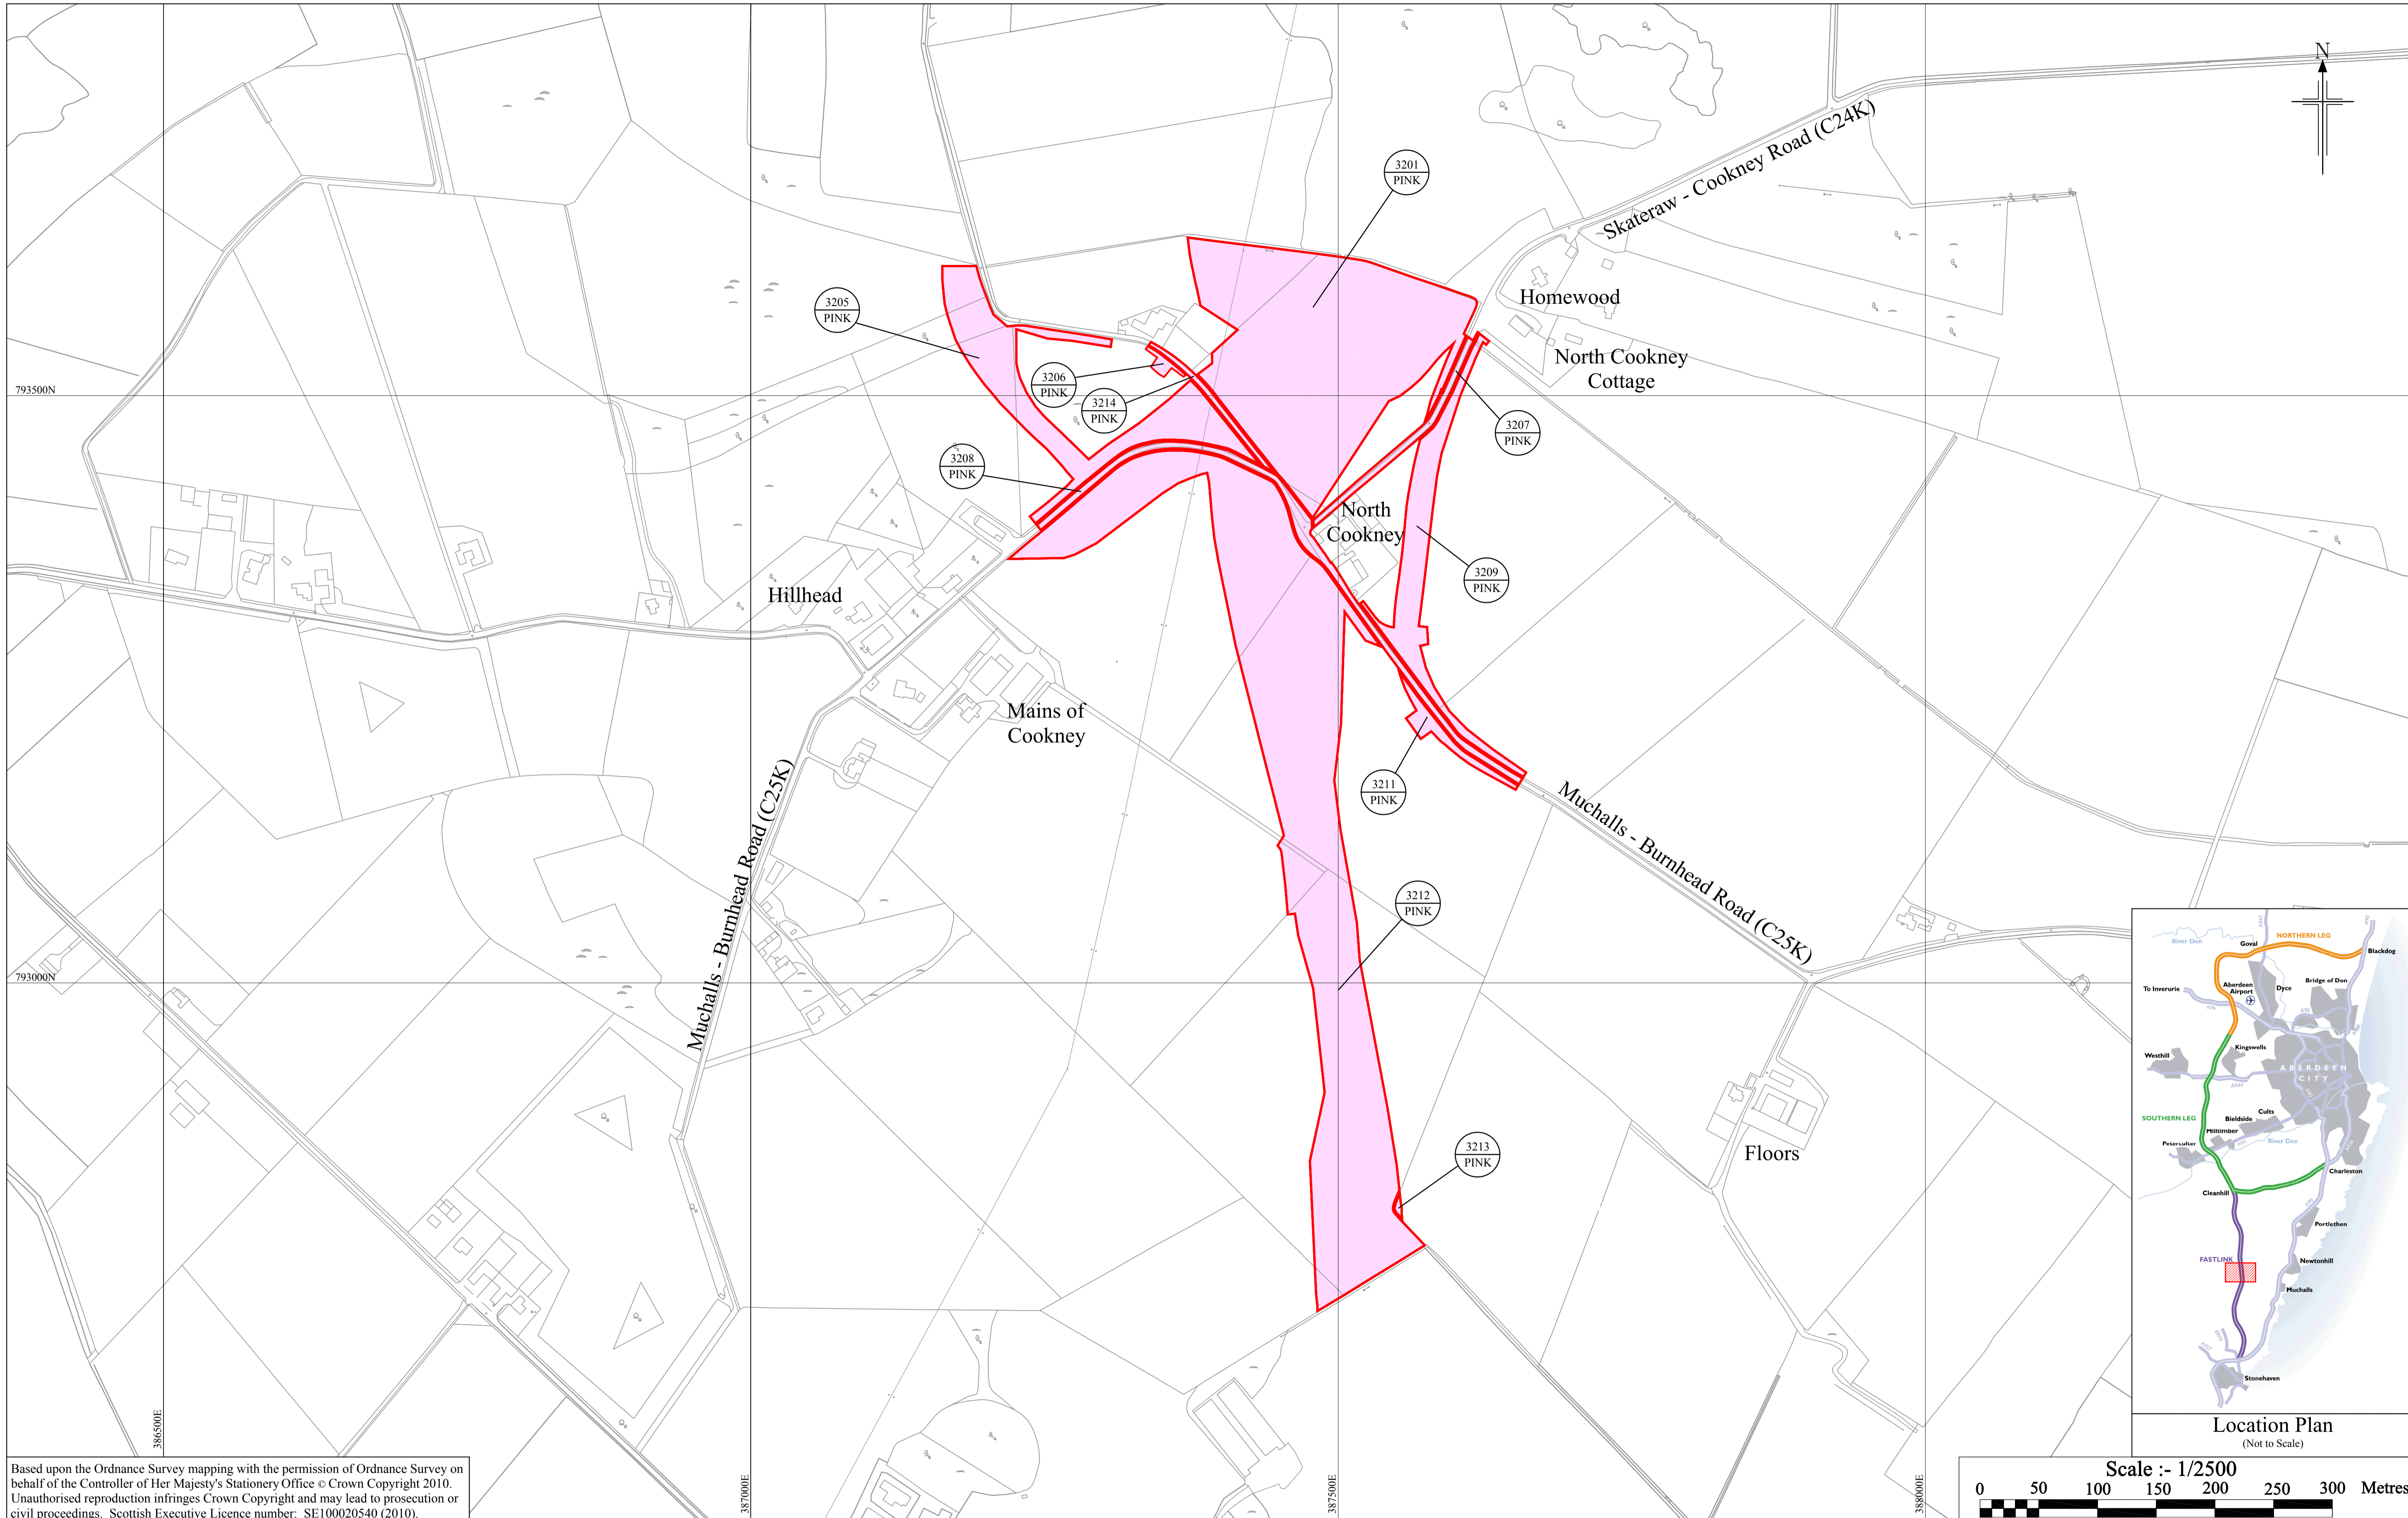 N
Skateraw - Cookney Road (C24K)
3201
PINK
3205
PINK
Homewood
North Cookney
Cottage
3206
PINK
793500N
3214
PINK
3207
PINK
3208
PINK
North
Cookney
3209
PINK
Hillhead
Mains of
Cookney
3211
PINK
Muchalls - Burnhead Road (C25K)
Muchalls - Burnhead Road (C25K)
3212
PINK
793000N
3213
PINK
Floors
386500E
387000E
387500E
388000E
NORTHERN LEG
River Don
Goval
A947
A90
Blackdog
To Inverurie
Aberdeen
Airport
Dyce
Bridge of Don
A96
Kingswells
Westhill
ABERDEEN
CITY
A944
SOUTHERN LEG
Cults
Bieldside
Milltimber
Peterculter
River Dee
A93
Charleston
Cleanhill
A90
Portlethen
FASTLINK
Newtonhill
Muchalls
Stonehaven
Location Plan
(Not to Scale)
Scale :- 1/2500
0 50 100 150 200 250 300 Metres
Based upon the Ordnance Survey mapping with the permission of Ordnance Survey on
behalf of the Controller of Her Majesty's Stationery Office © Crown Copyright 2010.
Unauthorised reproduction infringes Crown Copyright and may lead to prosecution or
civil proceedings. Scottish Executive Licence number: SE100020540 (2010).